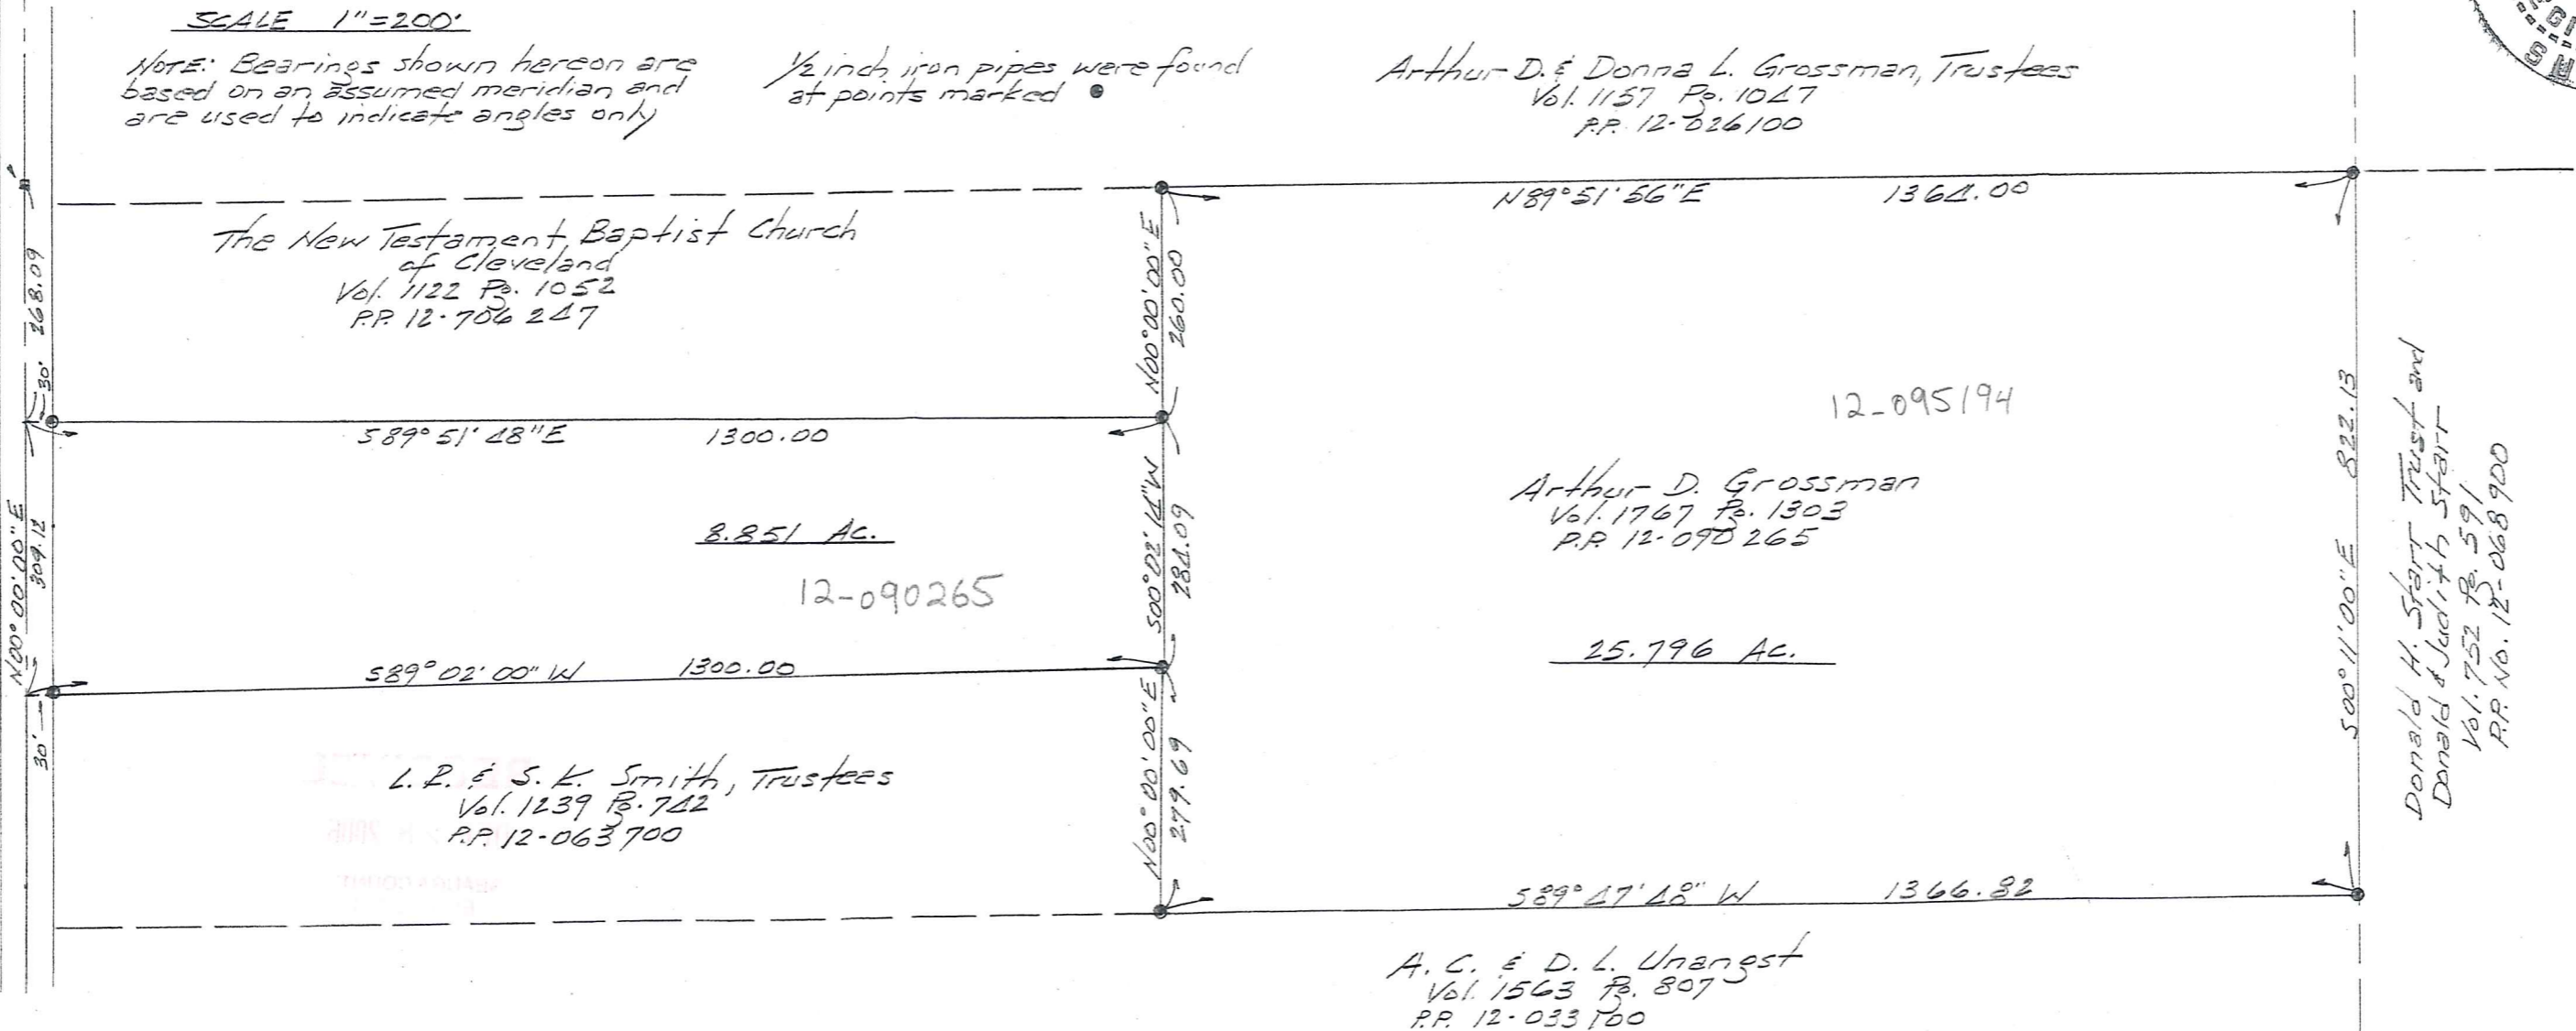 SCALE 1"=200'
NOTE: Bearings shown hereon are
based on an assumed meridian and
are used to indicate angles only
1/2 inch iron pipes were found
at points marked ●
Arthur D. & Donna L. Grossman, Trustees
Vol. 1157 Pg. 1047
P.P. 12-026100
N89°51'56"E 1364.00
The New Testament Baptist Church
of Cleveland
Vol. 1122 Pg. 1052
P.P. 12-706247
268.09
30'
N00°00'00"E
260.00
S89°51'48"E 1300.00
12-095194
N00°00'00"E
309.12
8.851 AC.
12-090265
S00°02'14"W
284.09
Arthur D. Grossman
Vol. 1767 Pg. 1303
P.P. 12-090265
25.796 AC.
S00°11'00"E 822.13
Donald H. Start Trust and
Donald & Judith Start
Vol. 752 Pg. 591
P.P. No. 12-068900
S89°02'00"W 1300.00
30'
L. R. & S. K. Smith, Trustees
Vol. 1239 Pg. 742
P.P. 12-063700
N00°00'00"E
279.69
S89°47'48"W 1366.82
A. C. & D. L. Unangst
Vol. 1563 Pg. 807
P.P. 12-033100